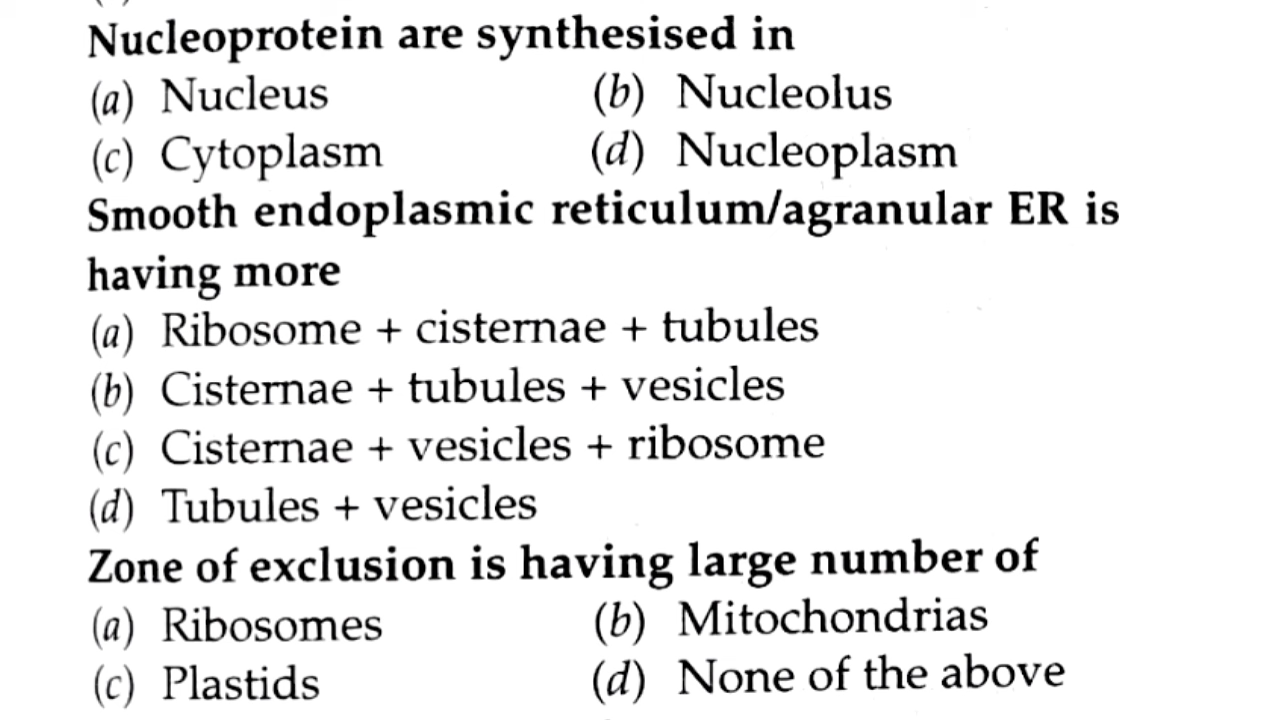 Nucleoprotein are synthesised in
(a) Nucleus (b) Nucleolus
(c) Cytoplasm (d) Nucleoplasm
Smooth endoplasmic reticulum/agranular ER is
having more
(a) Ribosome + cisternae + tubules
(b) Cisternae + tubules + vesicles
(c) Cisternae + vesicles + ribosome
(d) Tubules + vesicles
Zone of exclusion is having large number of
(a) Ribosomes (b) Mitochondrias
(c) Plastids (d) None of the above